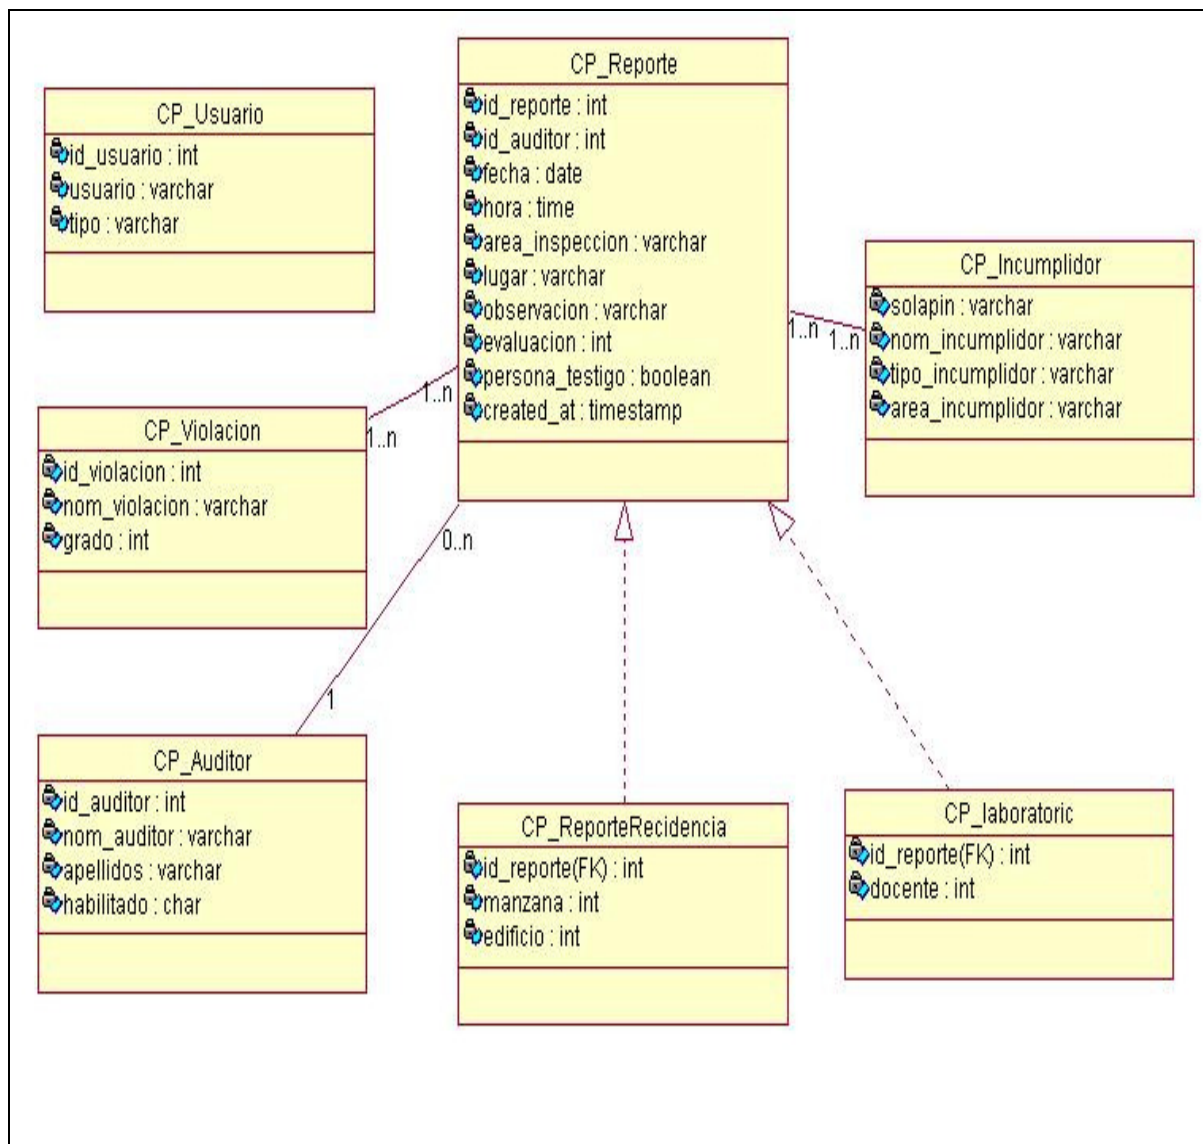 CP_Usuario
id_usuario : int
usuario : varchar
tipo : varchar
CP_Reporte
id_reporte : int
id_auditor : int
fecha : date
hora : time
area_inspeccion : varchar
lugar : varchar
observacion : varchar
evaluacion : int
persona_testigo : boolean
created_at : timestamp
CP_Incumplidor
solapin : varchar
nom_incumplidor : varchar
tipo_incumplidor : varchar
area_incumplidor : varchar
1..n
1..n
1..n
1..n
CP_Violacion
id_violacion : int
nom_violacion : varchar
grado : int
0..n
1
CP_Auditor
id_auditor : int
nom_auditor : varchar
apellidos : varchar
habilitado : char
CP_ReporteRecidencia
id_reporte(FK) : int
manzana : int
edificio : int
CP_laboratoric
id_reporte(FK) : int
docente : int